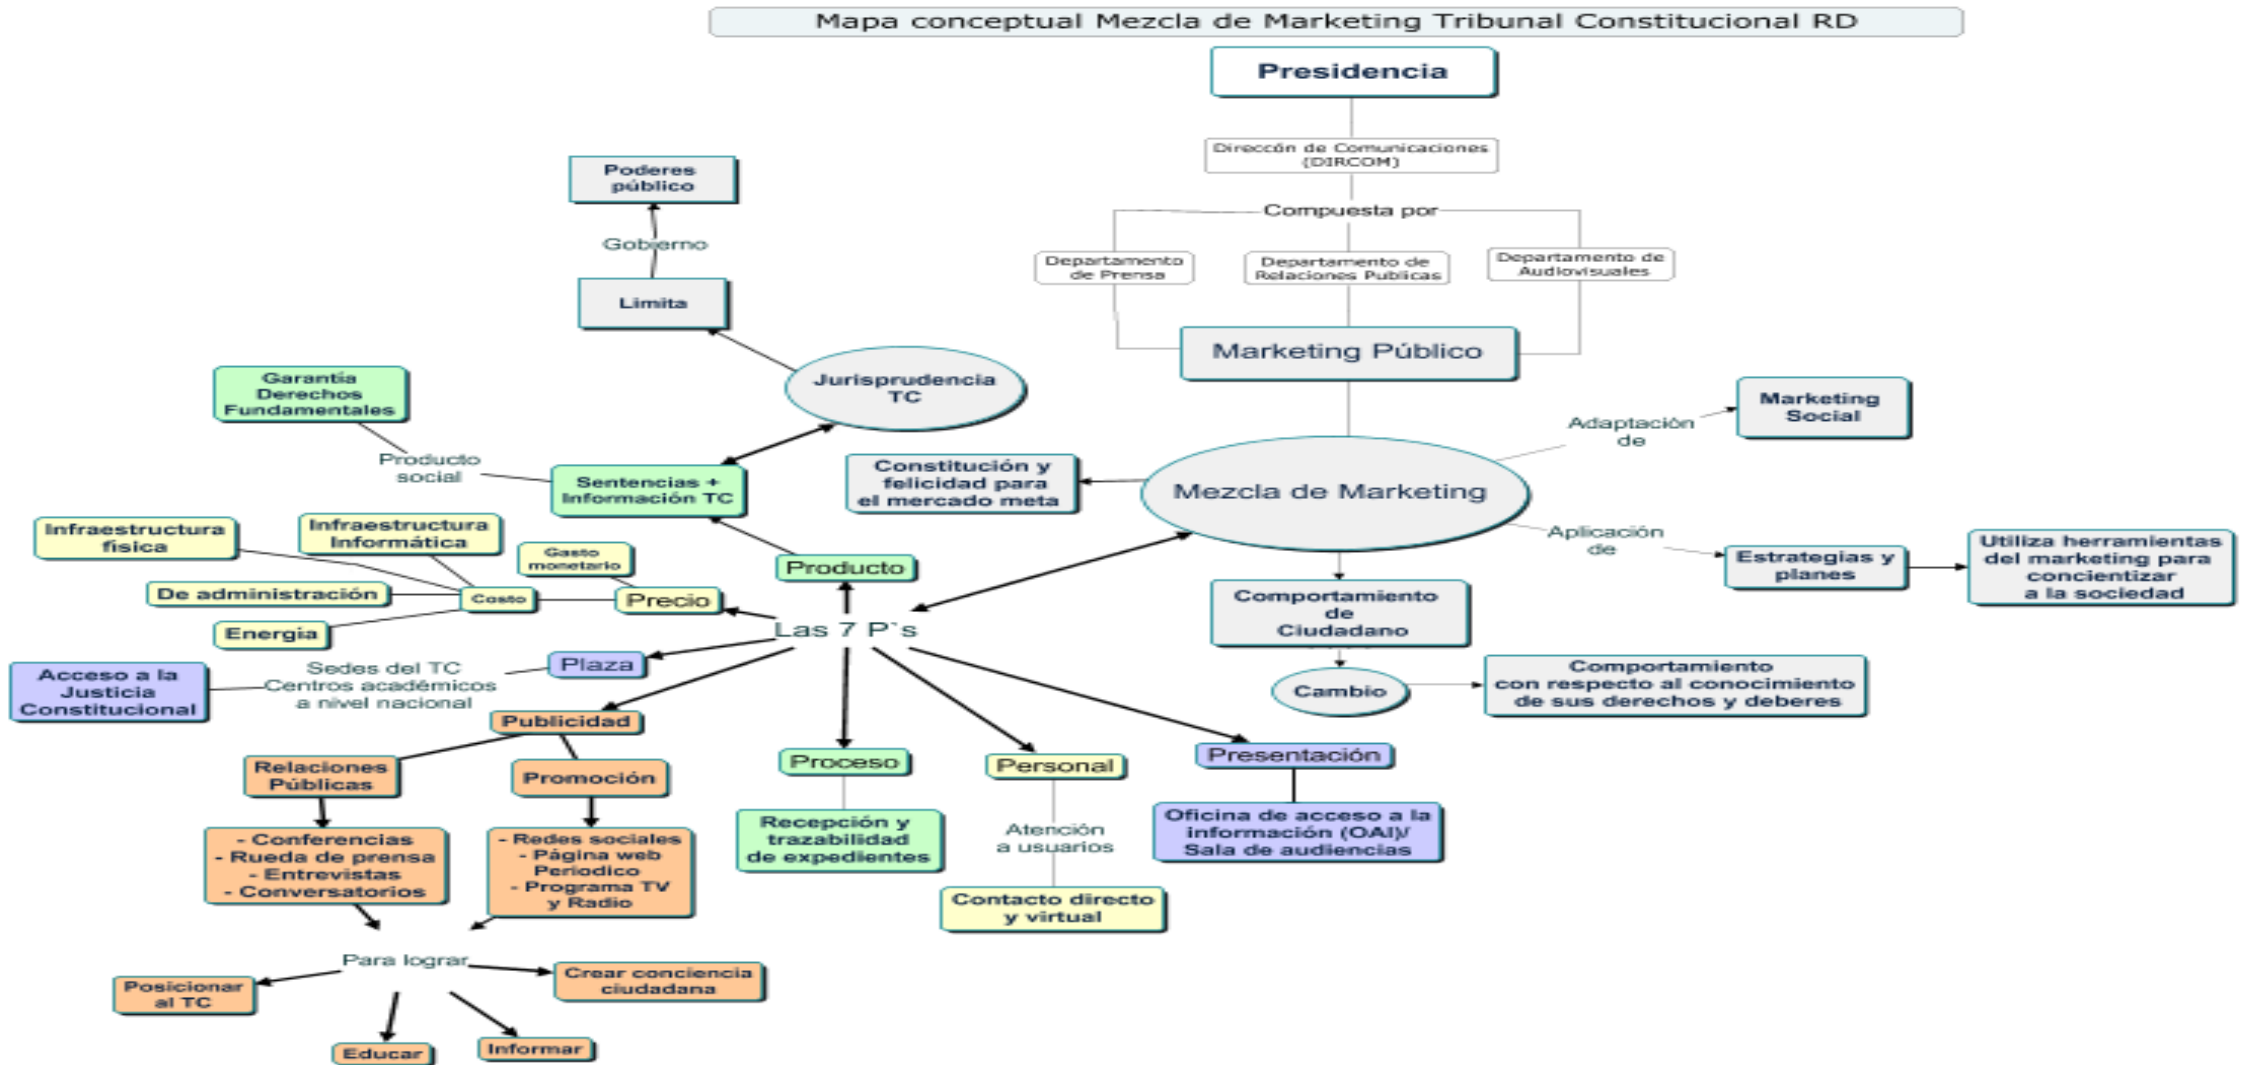 Mapa conceptual Mezcla de Marketing Tribunal Constitucional RD
Presidencia
Direccón de Comunicaciones
(DIRCOM)
Compuesta por
Departamento
de Prensa
Departamento de
Relaciones Publicas
Departamento de
Audiovisuales
Marketing Público
Poderes
público
Gobierno
Limita
Jurisprudencia
TC
Garantía
Derechos
Fundamentales
Producto
social
Sentencias +
Información TC
Constitución y
felicidad para
el mercado meta
Mezcla de Marketing
Adaptación
de
Marketing
Social
Aplicación
de
Estrategias y
planes
Utiliza herramientas
del marketing para
concientizar
a la sociedad
Comportamiento
de
Ciudadano
Cambio
Comportamiento
con respecto al conocimiento
de sus derechos y deberes
Infraestructura
física
Infraestructura
Informática
Gasto
monetario
De administración
Energía
Costo
Precio
Producto
Las 7 P`s
Plaza
Sedes del TC
Centros académicos
a nivel nacional
Acceso a la
Justicia
Constitucional
Publicidad
Relaciones
Públicas
Promoción
- Conferencias
- Rueda de prensa
- Entrevistas
- Conversatorios
- Redes sociales
- Página web
Períodico
- Programa TV
y Radio
Para lograr
Posicionar
al TC
Educar
Informar
Crear conciencia
ciudadana
Proceso
Recepción y
trazabilidad
de expedientes
Personal
Atención
a usuarios
Contacto directo
y virtual
Presentación
Oficina de acceso a la
información (OAI)/
Sala de audiencias